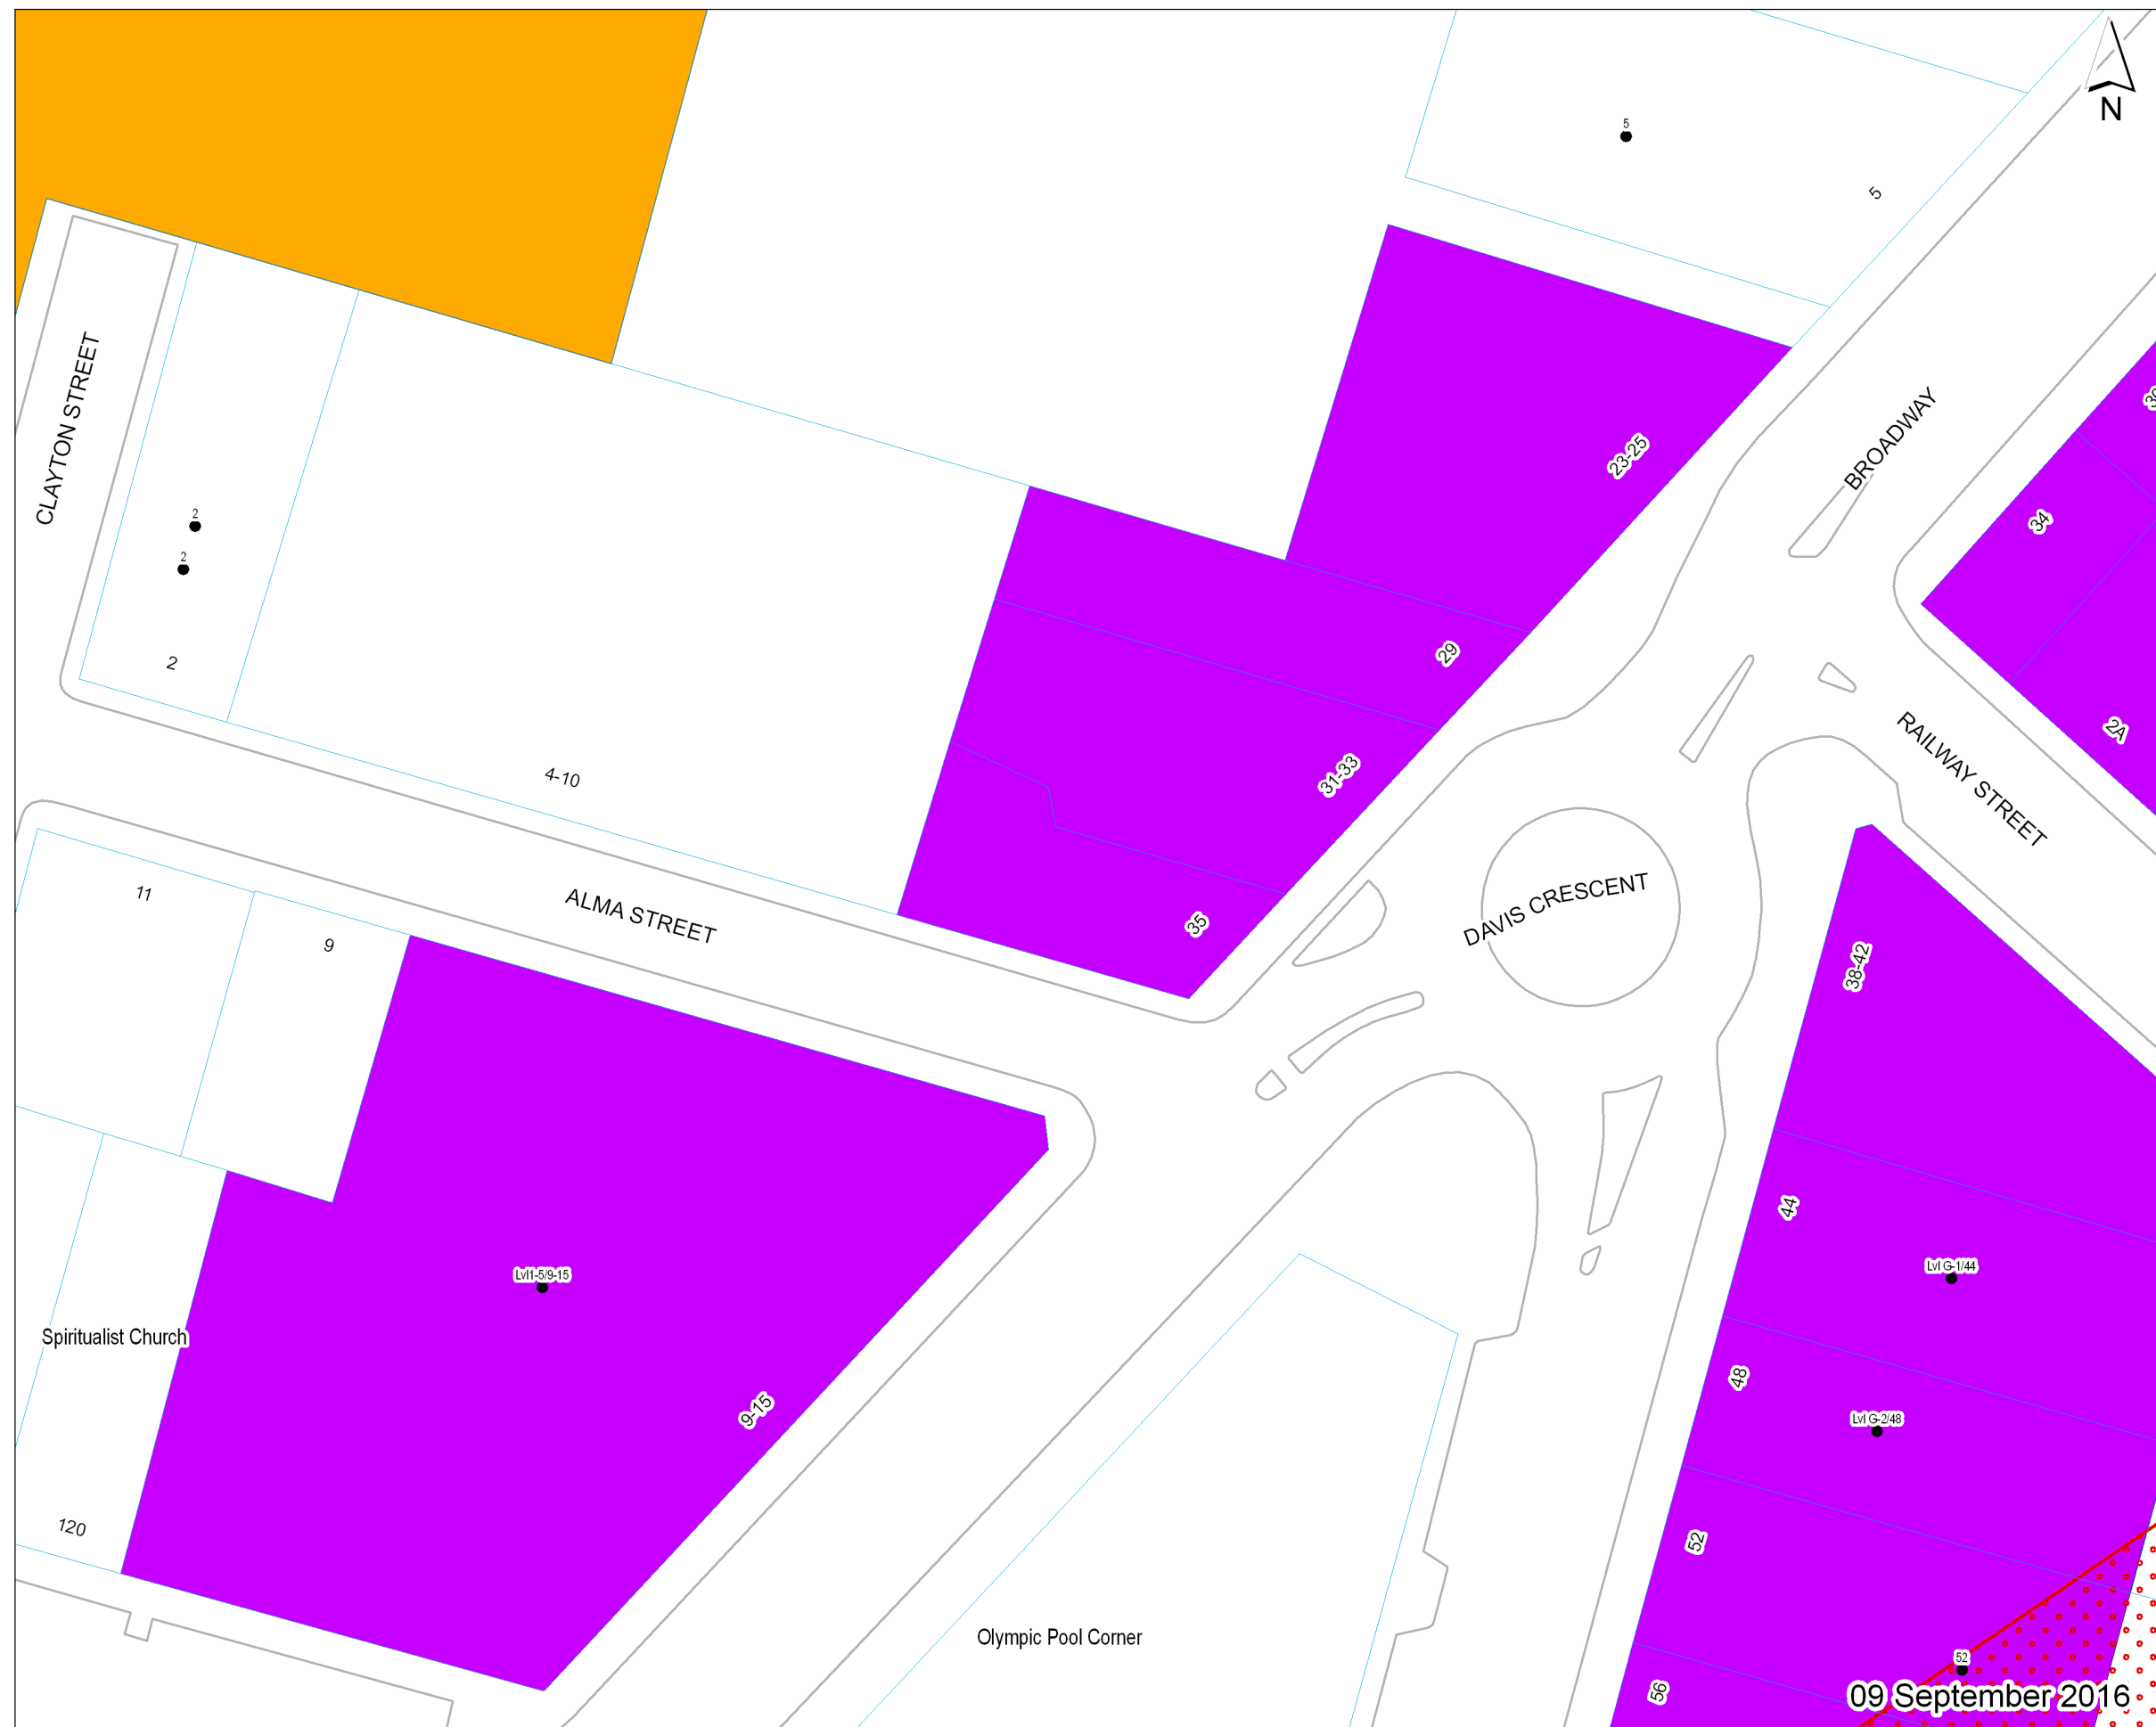 N
5
5
CLAYTON STREET
23-25
BROADWAY
34
2
2
29
2
RAILWAY STREET
2A
4-10
31-33
11
ALMA STREET
DAVIS CRESCENT
35
9
38-42
44
Lvl G-1/44
Lvl1-5/9-15
Spiritualist Church
48
Lvl G-2/48
9-15
120
52
Olympic Pool Corner
52
56
09 September 2016